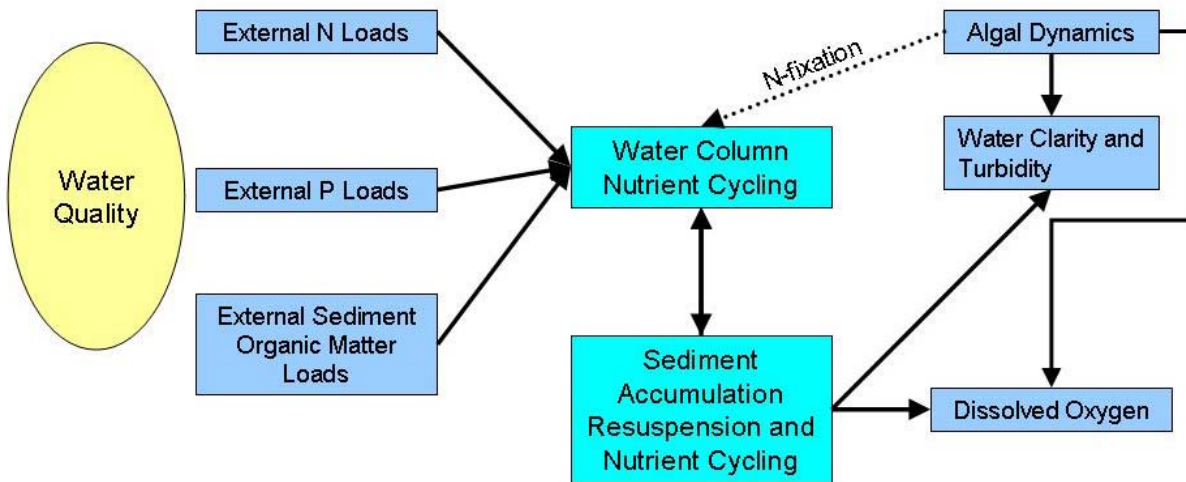 Water
Quality
External N Loads
External P Loads
External Sediment
Organic Matter
Loads
Water Column
Nutrient Cycling
Sediment
Accumulation
Resuspension and
Nutrient Cycling
N-fixation
Algal Dynamics
Water Clarity and
Turbidity
Dissolved Oxygen